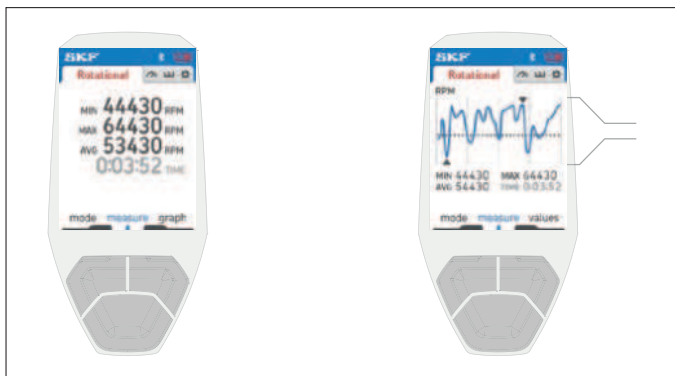 SKF
Rotational
MIN 44430 RPM
MAX 64430 RPM
AVG 53430 RPM
0:03:52 TIME
mode measure graph
SKF
Rotational
RPM
MIN 44430 MAX 64430
AVG 54430 TIME 0:03:52
mode measure values